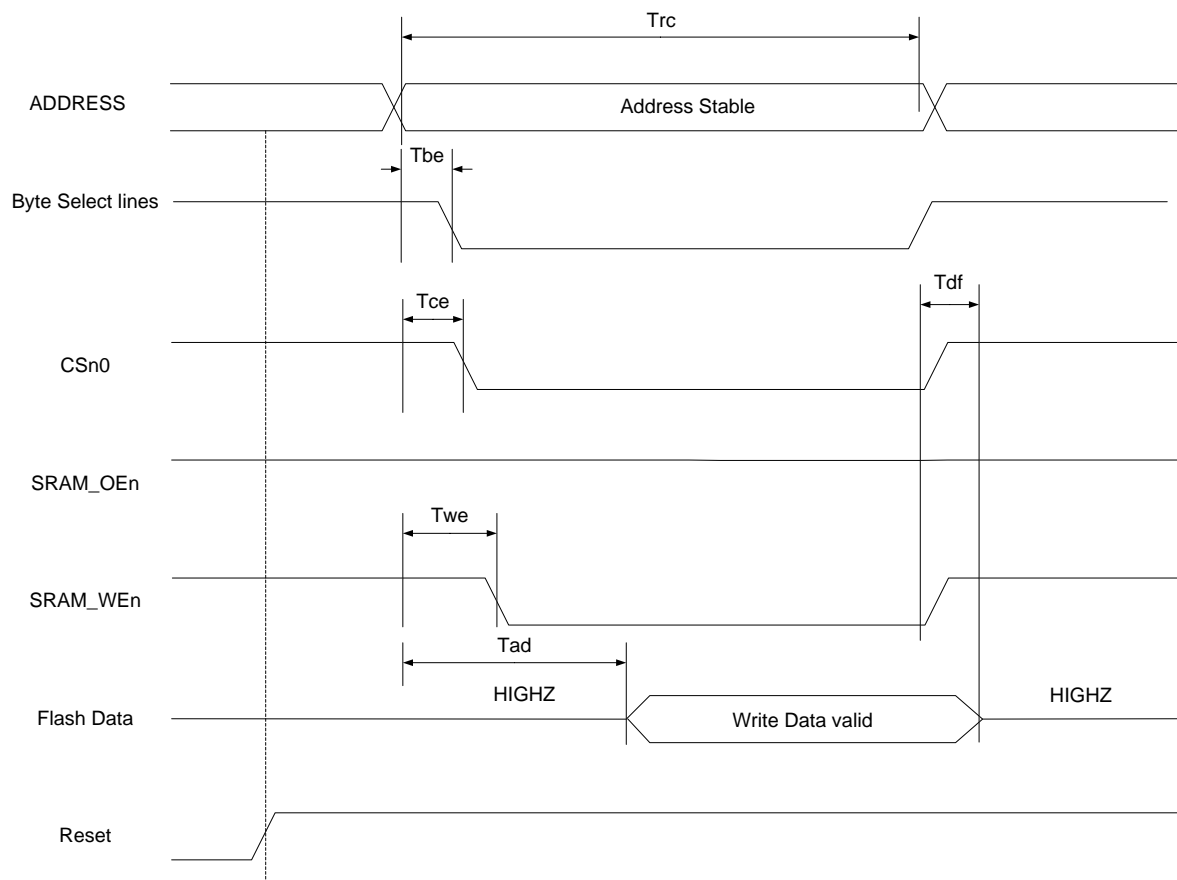 Trc
ADDRESS
Address Stable
Tbe
Byte Select lines
Tdf
Tce
CSn0
SRAM_OEn
Twe
SRAM_WEn
Tad
HIGHZ
HIGHZ
Flash Data
Write Data valid
Reset